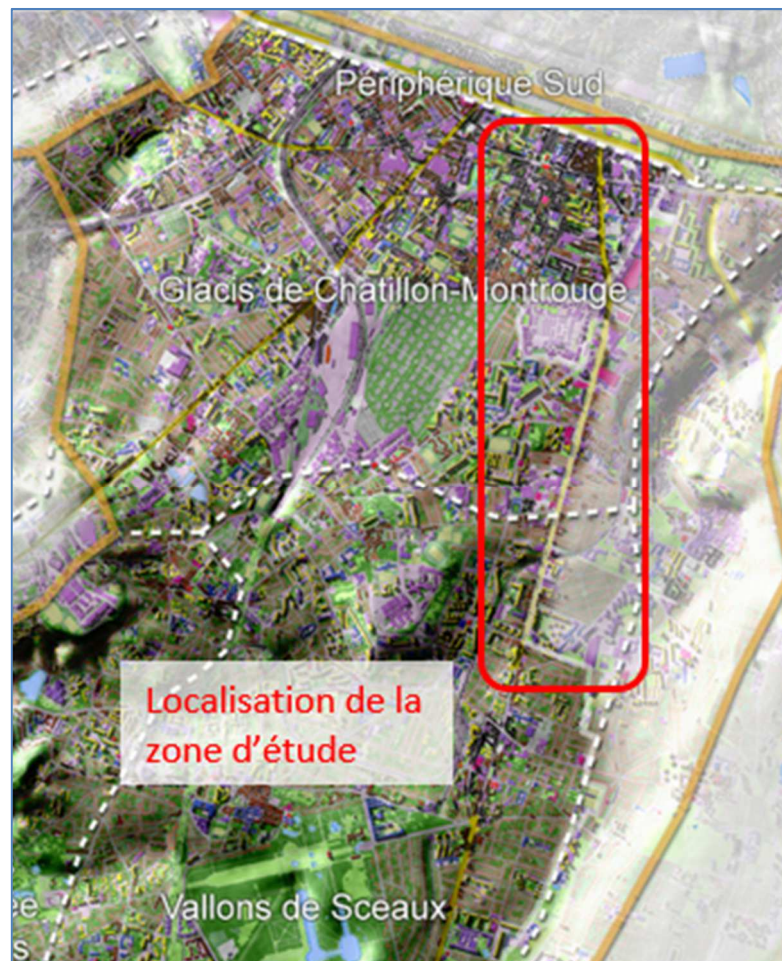 Périphérique Sud
Glacis de Chatillon-Montrouge
Localisation de la
zone d'étude
Vallons de Sceaux